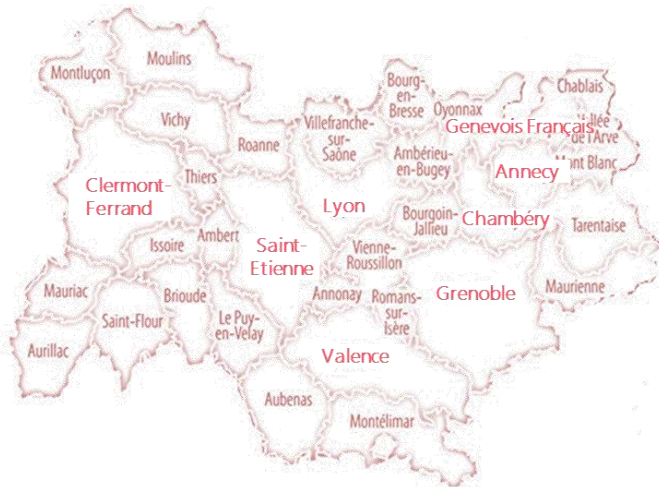 Moulins
Montluçon
Chablais
Bourg-
en-
Bresse
Oyonnax
Vichy
Villefranche-
sur-
Saône
Genevois Français
de l'Arve
Roanne
Ambérieu-
en-Bugey
Mont Blanc
Annecy
Thiers
Clermont-
Ferrand
Lyon
Bourgoin-
Jallieu
Chambéry
Tarentaise
Ambert
Issoire
Saint-
Etienne
Vienne-
Roussillon
Maurienne
Mauriac
Brioude
Annonay
Romans-
sur-
Isère
Grenoble
Saint-Flour
Le Puy-
en-Velay
Aurillac
Valence
Aubenas
Montélimar